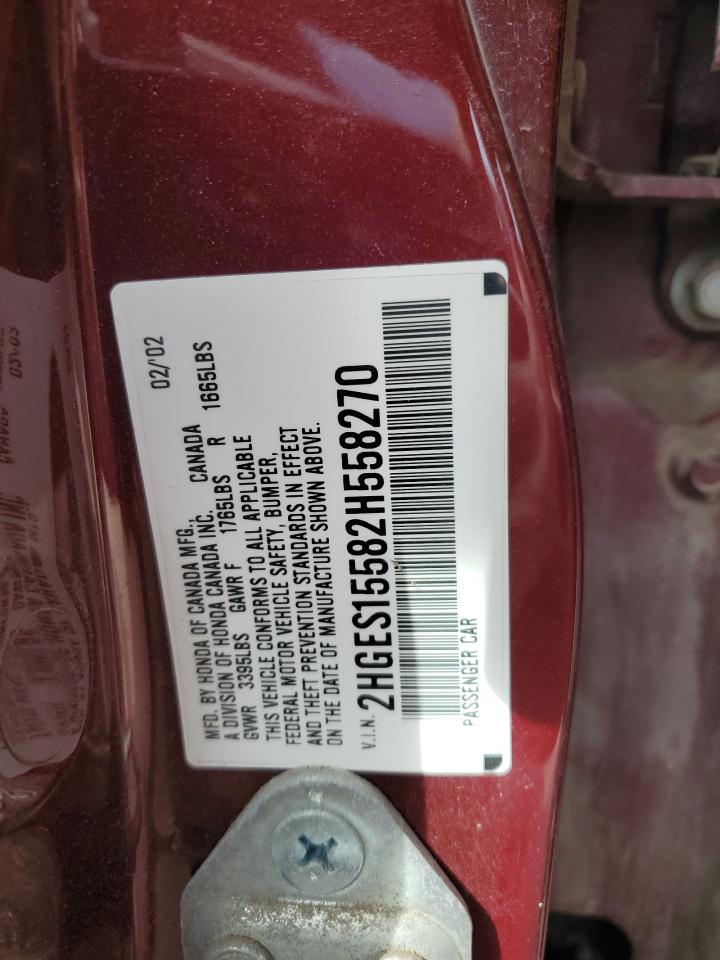 MFD. BY HONDA OF CANADA MFG., CANADA 02/'02
A DIVISION OF HONDA CANADA INC.
GVWR 3395LBS GAWR F 1765LBS R 1665LBS
THIS VEHICLE CONFORMS TO ALL APPLICABLE
FEDERAL MOTOR VEHICLE SAFETY, BUMPER,
AND THEFT PREVENTION STANDARDS IN EFFECT
ON THE DATE OF MANUFACTURE SHOWN ABOVE.
V.I.N. 2HGES15582H558270
PASSENGER CAR